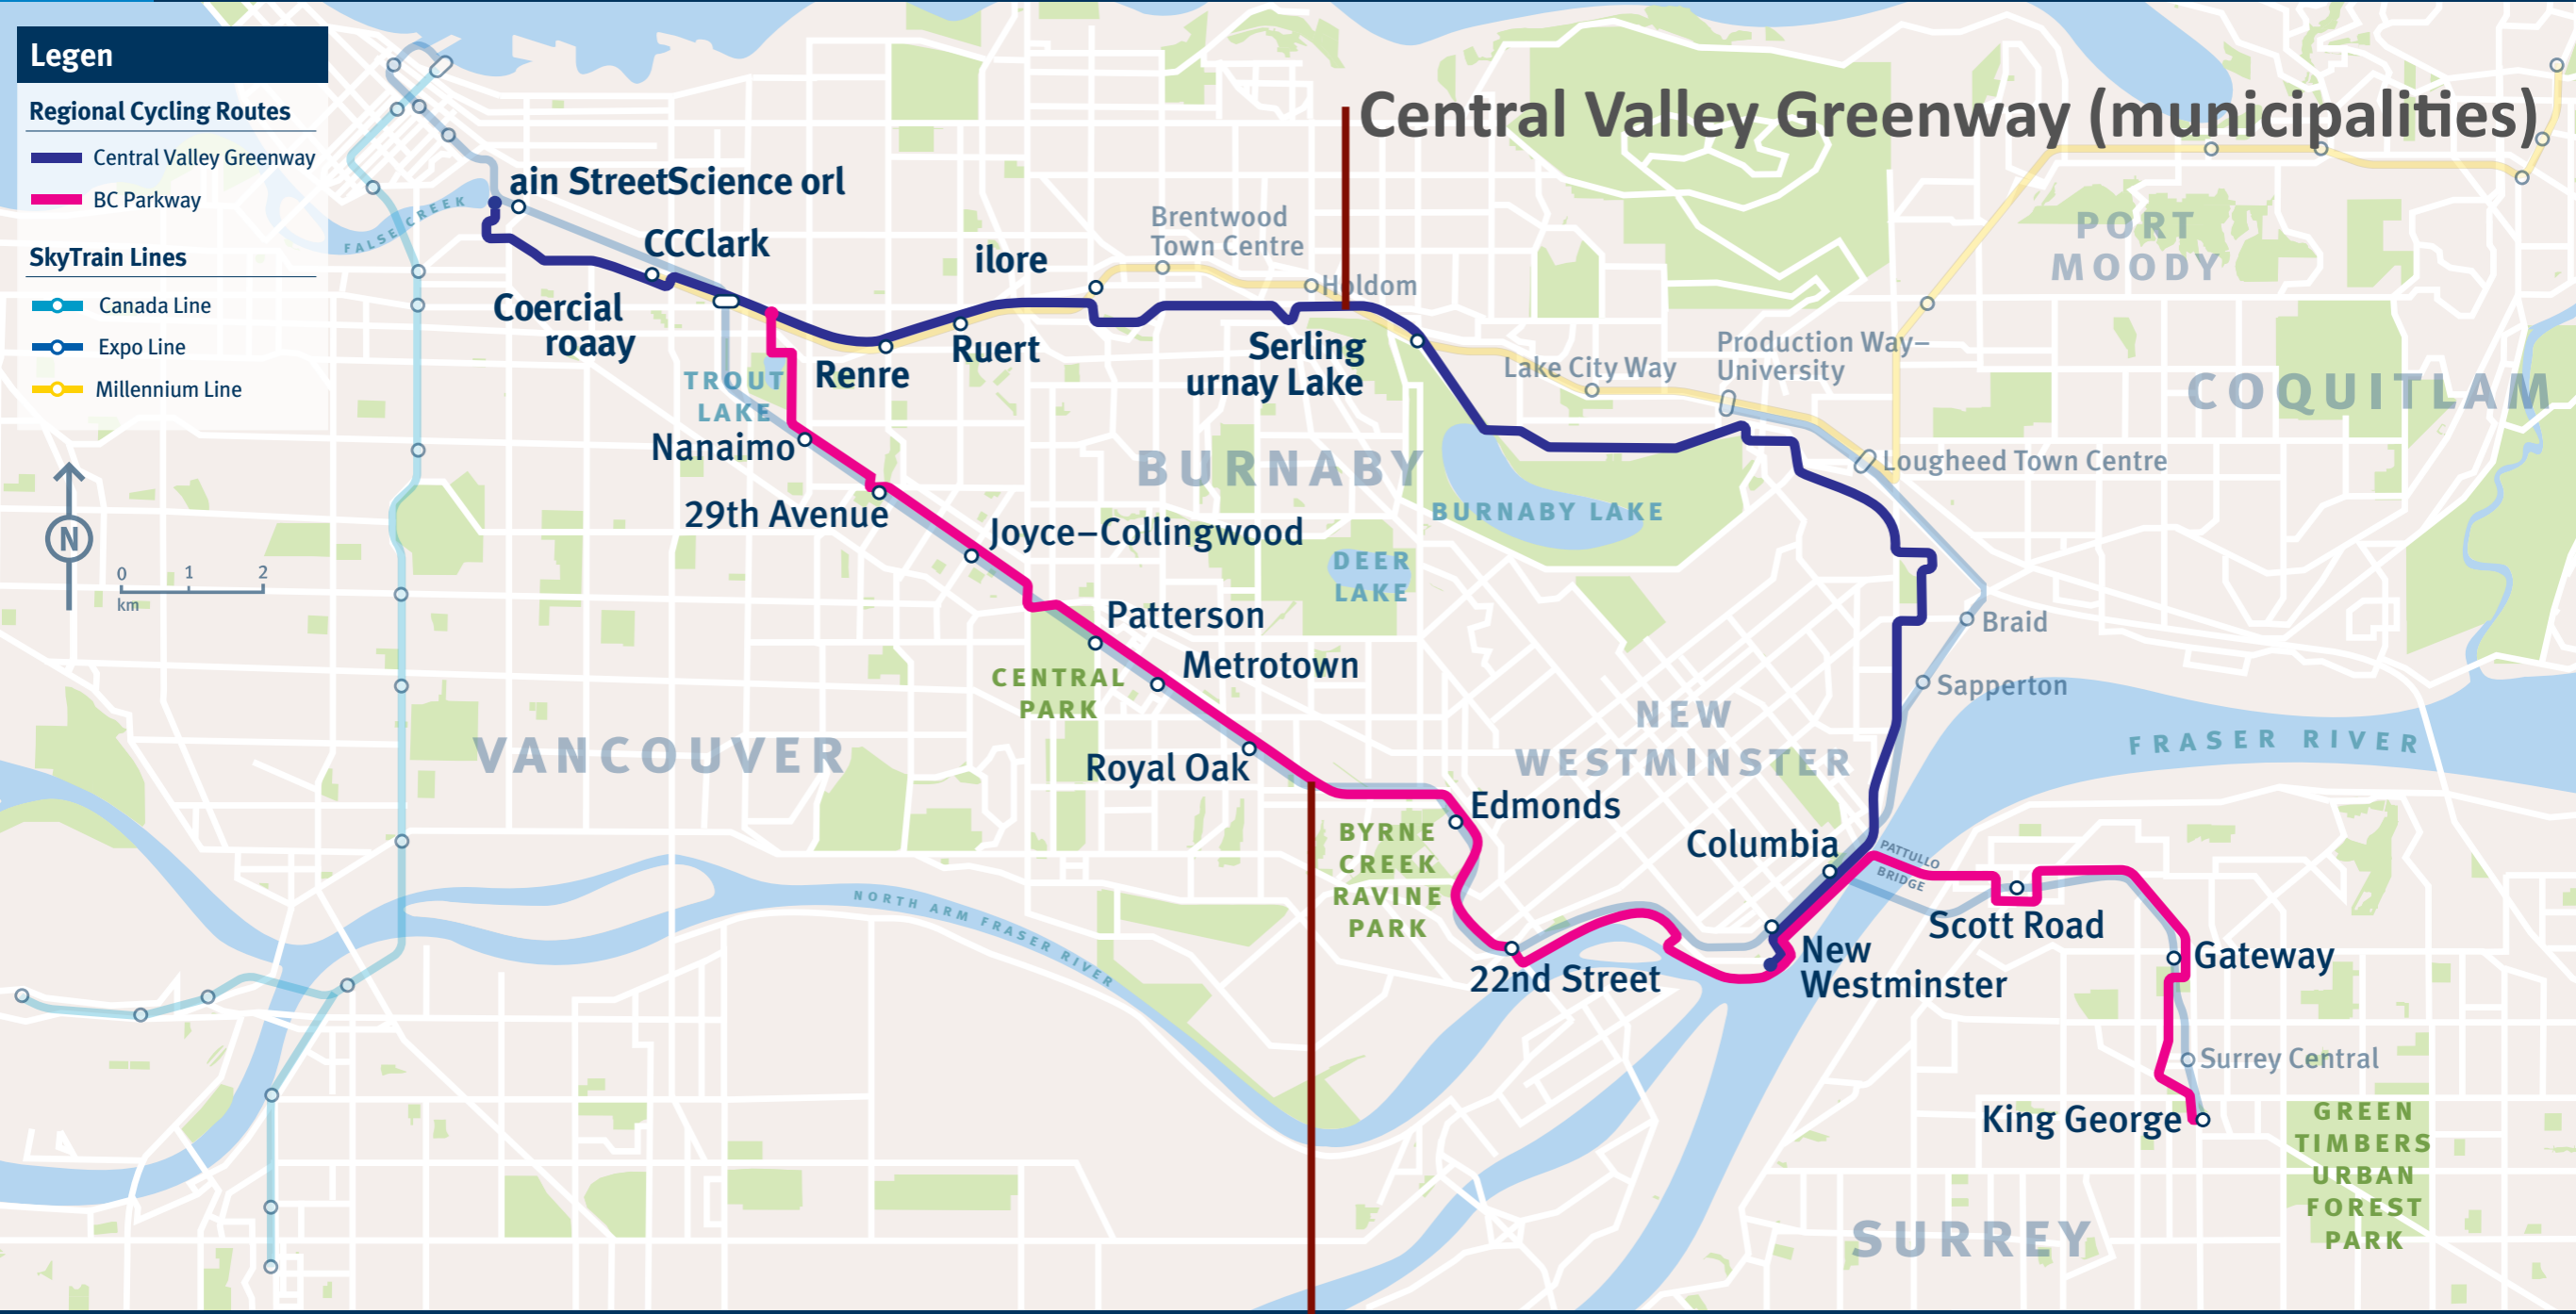 Legen
Regional Cycling Routes
Central Valley Greenway
BC Parkway
SkyTrain Lines
Canada Line
Expo Line
Millennium Line
N
0 1 2
km
Central Valley Greenway (municipalities)
FALSE CREEK
ain StreetScience orl
CCClark
Coercial
roaay
ilore
Brentwood
Town Centre
Holdom
PORT
MOODY
Renre
Ruert
Serling
urnay Lake
Lake City Way
Production Way–
University
COQUITLAM
TROUT
LAKE
Nanaimo
BURNABY
Lougheed Town Centre
29th Avenue
BURNABY LAKE
Joyce–Collingwood
DEER
LAKE
Patterson
Braid
Metrotown
CENTRAL
PARK
Sapperton
NEW
WESTMINSTER
VANCOUVER
FRASER RIVER
Royal Oak
Edmonds
BYRNE
CREEK
RAVINE
PARK
Columbia
PATTULLO
BRIDGE
NORTH ARM FRASER RIVER
Scott Road
22nd Street
New
Westminster
Gateway
Surrey Central
King George
GREEN
TIMBERS
URBAN
FOREST
PARK
SURREY